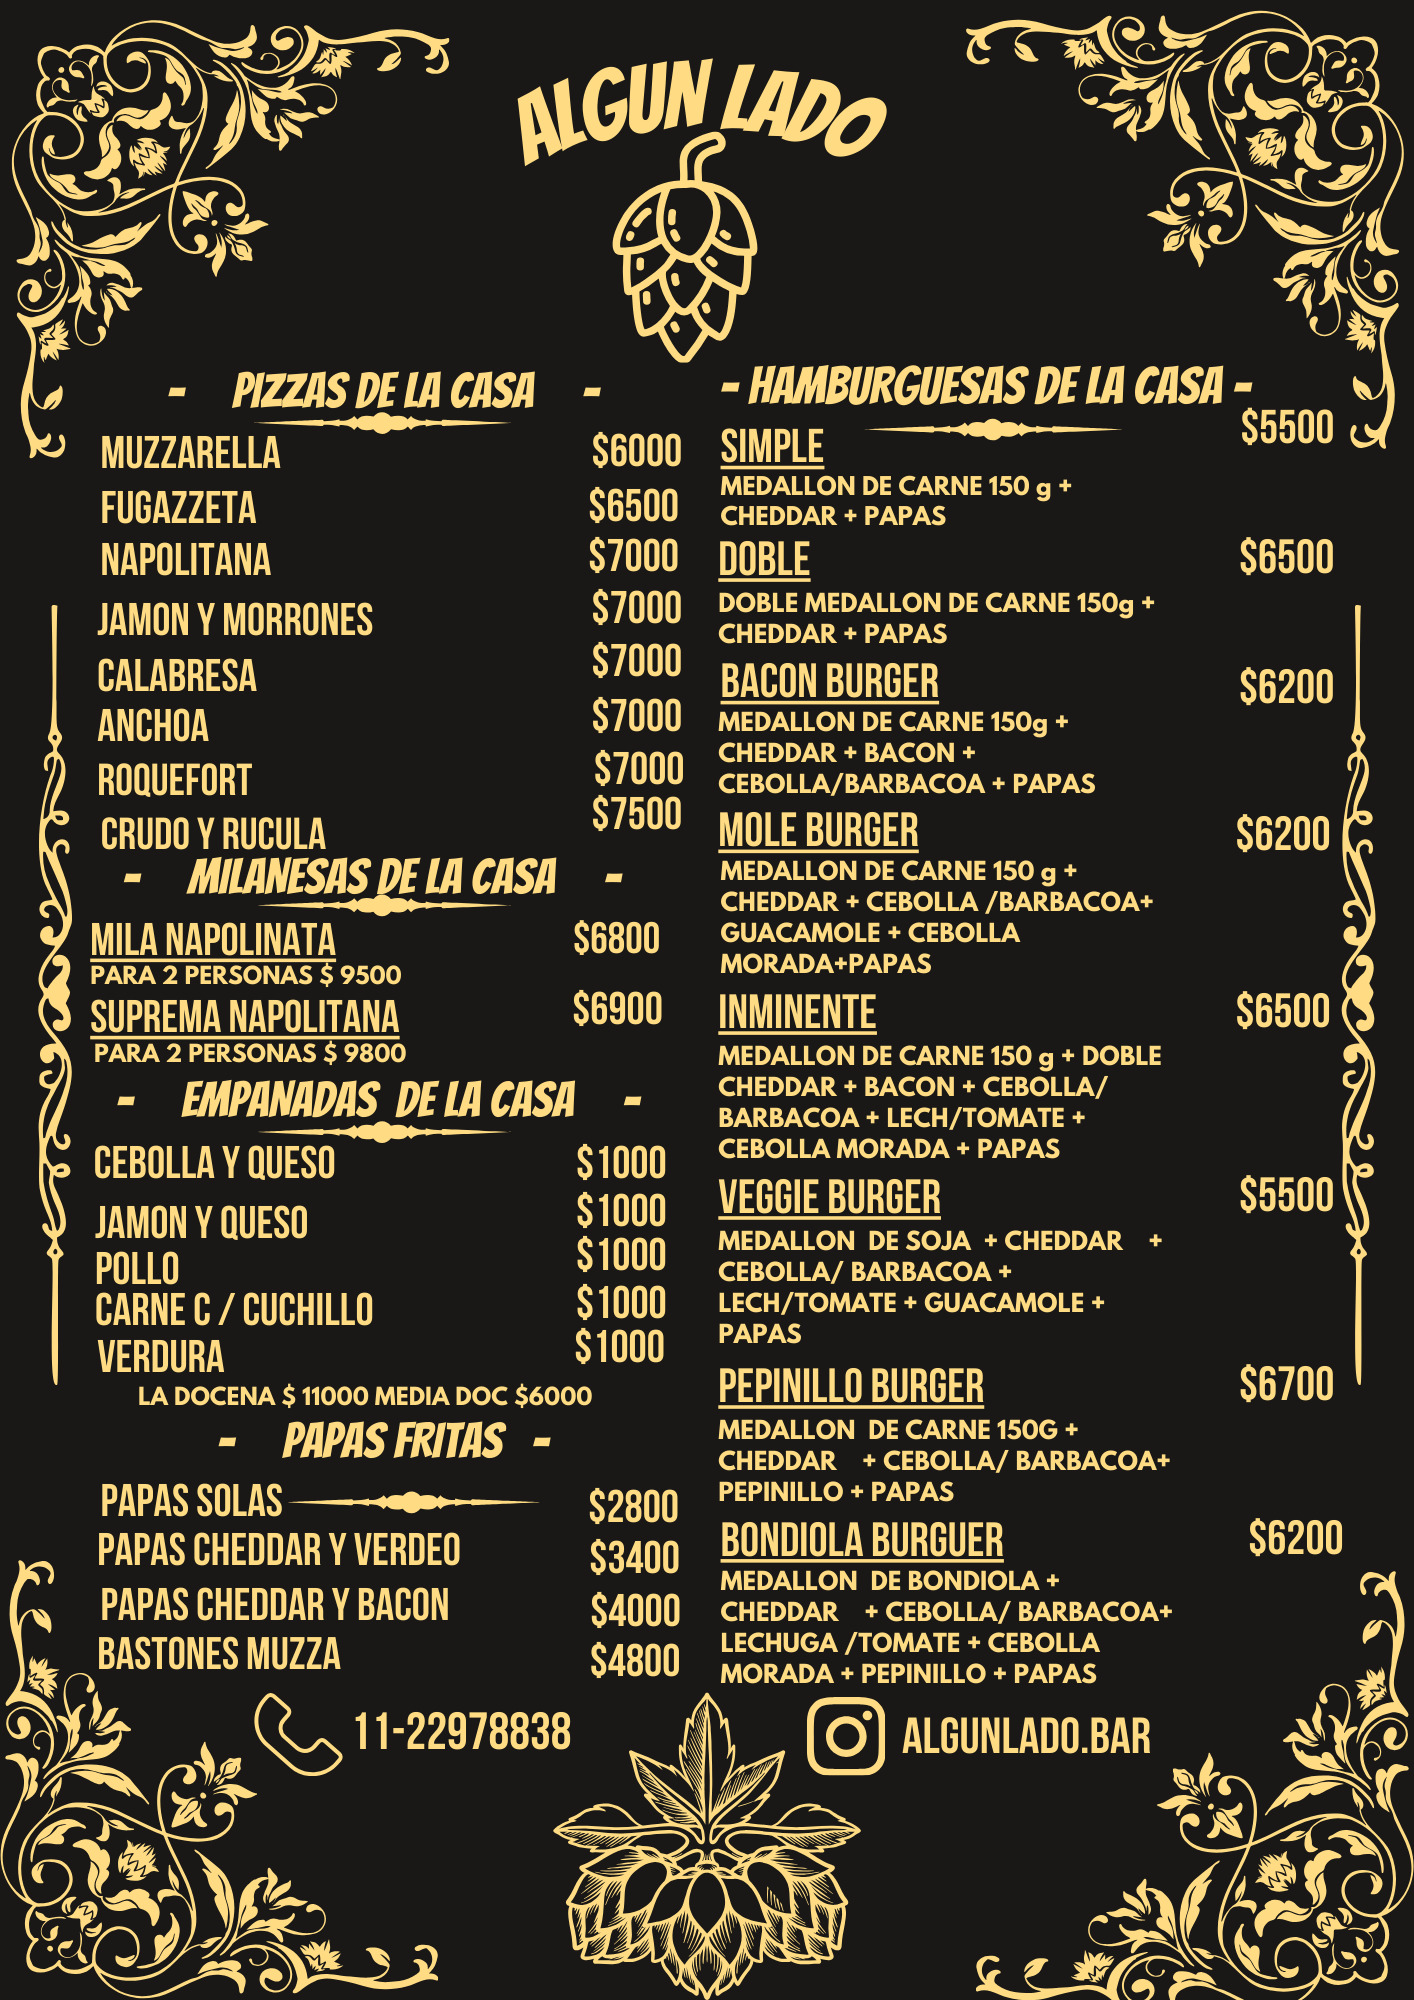 ALGUN LADO
- PIZZAS DE LA CASA -
MUZZARELLA $6000
FUGAZZETA $6500
NAPOLITANA $7000
JAMON Y MORRONES $7000
CALABRESA $7000
ANCHOA $7000
ROQUEFORT $7000
CRUDO Y RUCULA $7500
- MILANESAS DE LA CASA -
MILA NAPOLINATA $6800
PARA 2 PERSONAS $ 9500
SUPREMA NAPOLITANA $6900
PARA 2 PERSONAS $ 9800
- EMPANADAS DE LA CASA -
CEBOLLA Y QUESO $1000
JAMON Y QUESO $1000
POLLO $1000
CARNE C / CUCHILLO $1000
VERDURA $1000
LA DOCENA $ 11000 MEDIA DOC $6000
- PAPAS FRITAS -
PAPAS SOLAS $2800
PAPAS CHEDDAR Y VERDEO $3400
PAPAS CHEDDAR Y BACON $4000
BASTONES MUZZA $4800
- HAMBURGUESAS DE LA CASA -
SIMPLE $5500
MEDALLON DE CARNE 150 g +
CHEDDAR + PAPAS
DOBLE $6500
DOBLE MEDALLON DE CARNE 150g +
CHEDDAR + PAPAS
BACON BURGER $6200
MEDALLON DE CARNE 150g +
CHEDDAR + BACON +
CEBOLLA/BARBACOA + PAPAS
MOLE BURGER $6200
MEDALLON DE CARNE 150 g +
CHEDDAR + CEBOLLA /BARBACOA+
GUACAMOLE + CEBOLLA
MORADA+PAPAS
INMINENTE $6500
MEDALLON DE CARNE 150 g + DOBLE
CHEDDAR + BACON + CEBOLLA/
BARBACOA + LECH/TOMATE +
CEBOLLA MORADA + PAPAS
VEGGIE BURGER $5500
MEDALLON DE SOJA + CHEDDAR +
CEBOLLA/ BARBACOA +
LECH/TOMATE + GUACAMOLE +
PAPAS
PEPINILLO BURGER $6700
MEDALLON DE CARNE 150G +
CHEDDAR + CEBOLLA/ BARBACOA+
PEPINILLO + PAPAS
BONDIOLA BURGUER $6200
MEDALLON DE BONDIOLA +
CHEDDAR + CEBOLLA/ BARBACOA+
LECHUGA /TOMATE + CEBOLLA
MORADA + PEPINILLO + PAPAS
11-22978838
ALGUNLADO.BAR